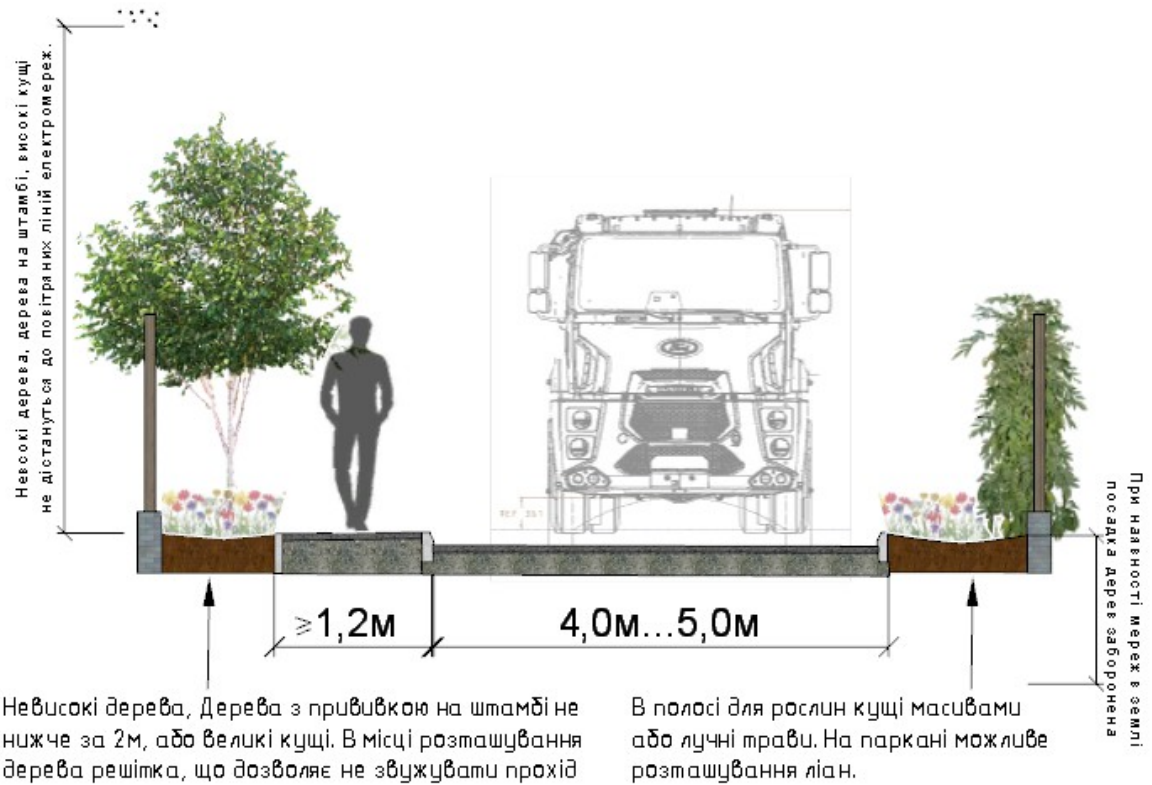 Невсокі дерева, дерева на штамбі, високі кущі
не дістануться до повітряних ліній електромереж.
При наявності мереж в землі
посадка дерев заборонена
≥1,2м
4,0м...5,0м
Невисокі дерева, Дерева з прививкою на штамбі не
нижче за 2м, або великі кущі. В місці розташування
дерева решітка, що дозволяє не звужувати прохід
В полосі для рослин кущі масивами
або лучні трави. На паркані можливе
розташування ліан.